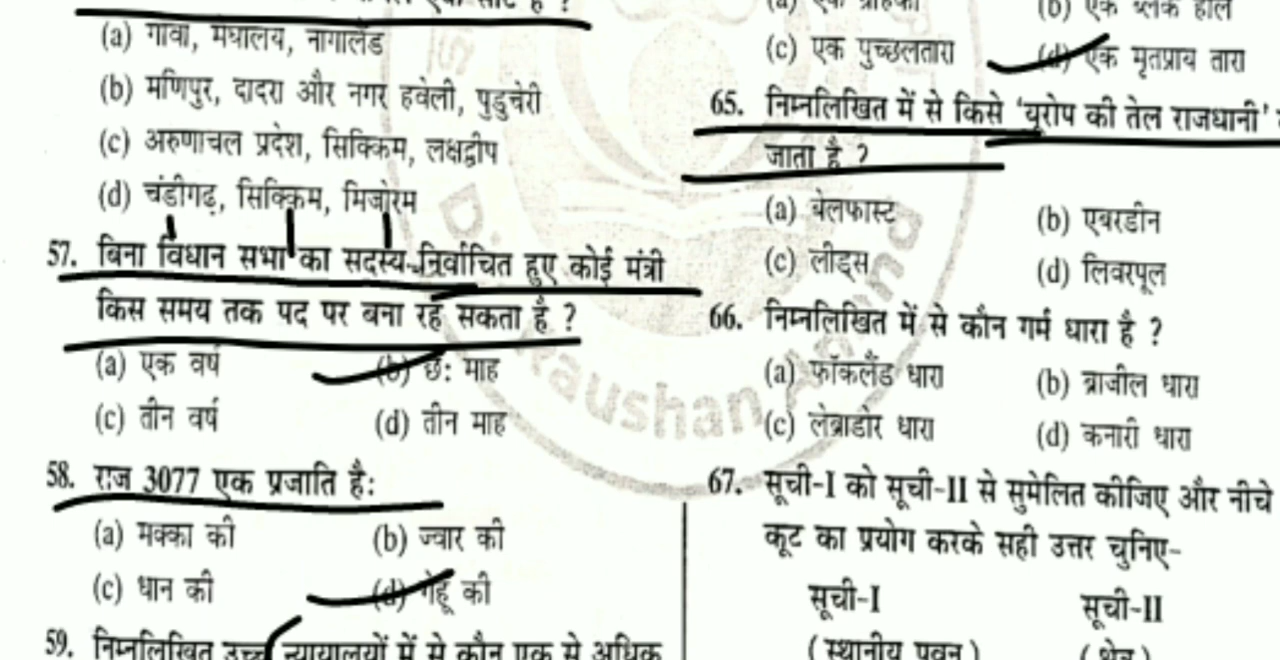 (a) गोवा, मेघालय, नागालैंड
(b) मणिपुर, दादरा और नगर हवेली, पुडुचेरी
(c) अरुणाचल प्रदेश, सिक्किम, लक्षद्वीप
(d) चंडीगढ़, सिक्किम, मिजोरम
57. बिना विधान सभा का सदस्य निर्वाचित हुए कोई मंत्री
किस समय तक पद पर बना रह सकता है ?
(a) एक वर्ष (b) छः माह
(c) तीन वर्ष (d) तीन माह
58. राज 3077 एक प्रजाति है:
(a) मक्का की (b) ज्वार की
(c) धान की (d) गेहूं की
59. निम्नलिखित उच्च न्यायालयों में से कौन एक से अधिक
(c) एक पुच्छलतारा (d) एक मृतप्राय तारा
65. निम्नलिखित में से किसे 'यूरोप की तेल राजधानी'
जाता है ?
(a) बेलफास्ट (b) एबरडीन
(c) लीड्स (d) लिवरपूल
66. निम्नलिखित में से कौन गर्म धारा है ?
(a) फॉकलैंड धारा (b) ब्राजील धारा
(c) लेब्राडोर धारा (d) कनारी धारा
67. सूची-I को सूची-II से सुमेलित कीजिए और नीचे
कूट का प्रयोग करके सही उत्तर चुनिए-
सूची-I सूची-II
(स्थानीय पवन) (क्षेत्र)